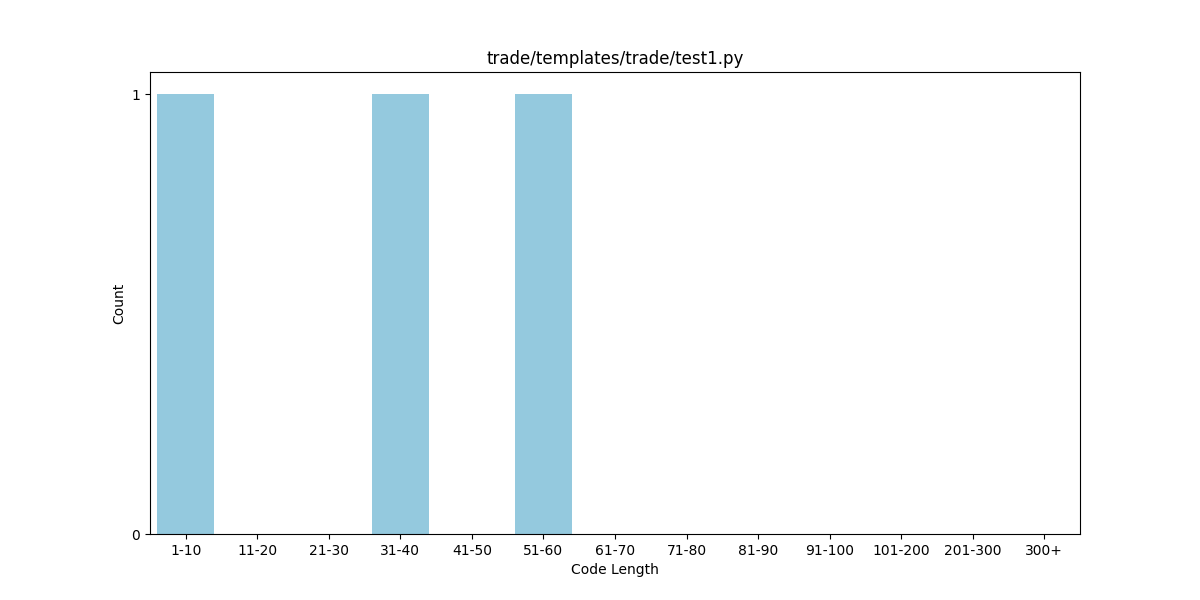 trade/templates/trade/test1.py
1
Count
0
1-10 11-20 21-30 31-40 41-50 51-60 61-70 71-80 81-90 91-100 101-200 201-300 300+
Code Length